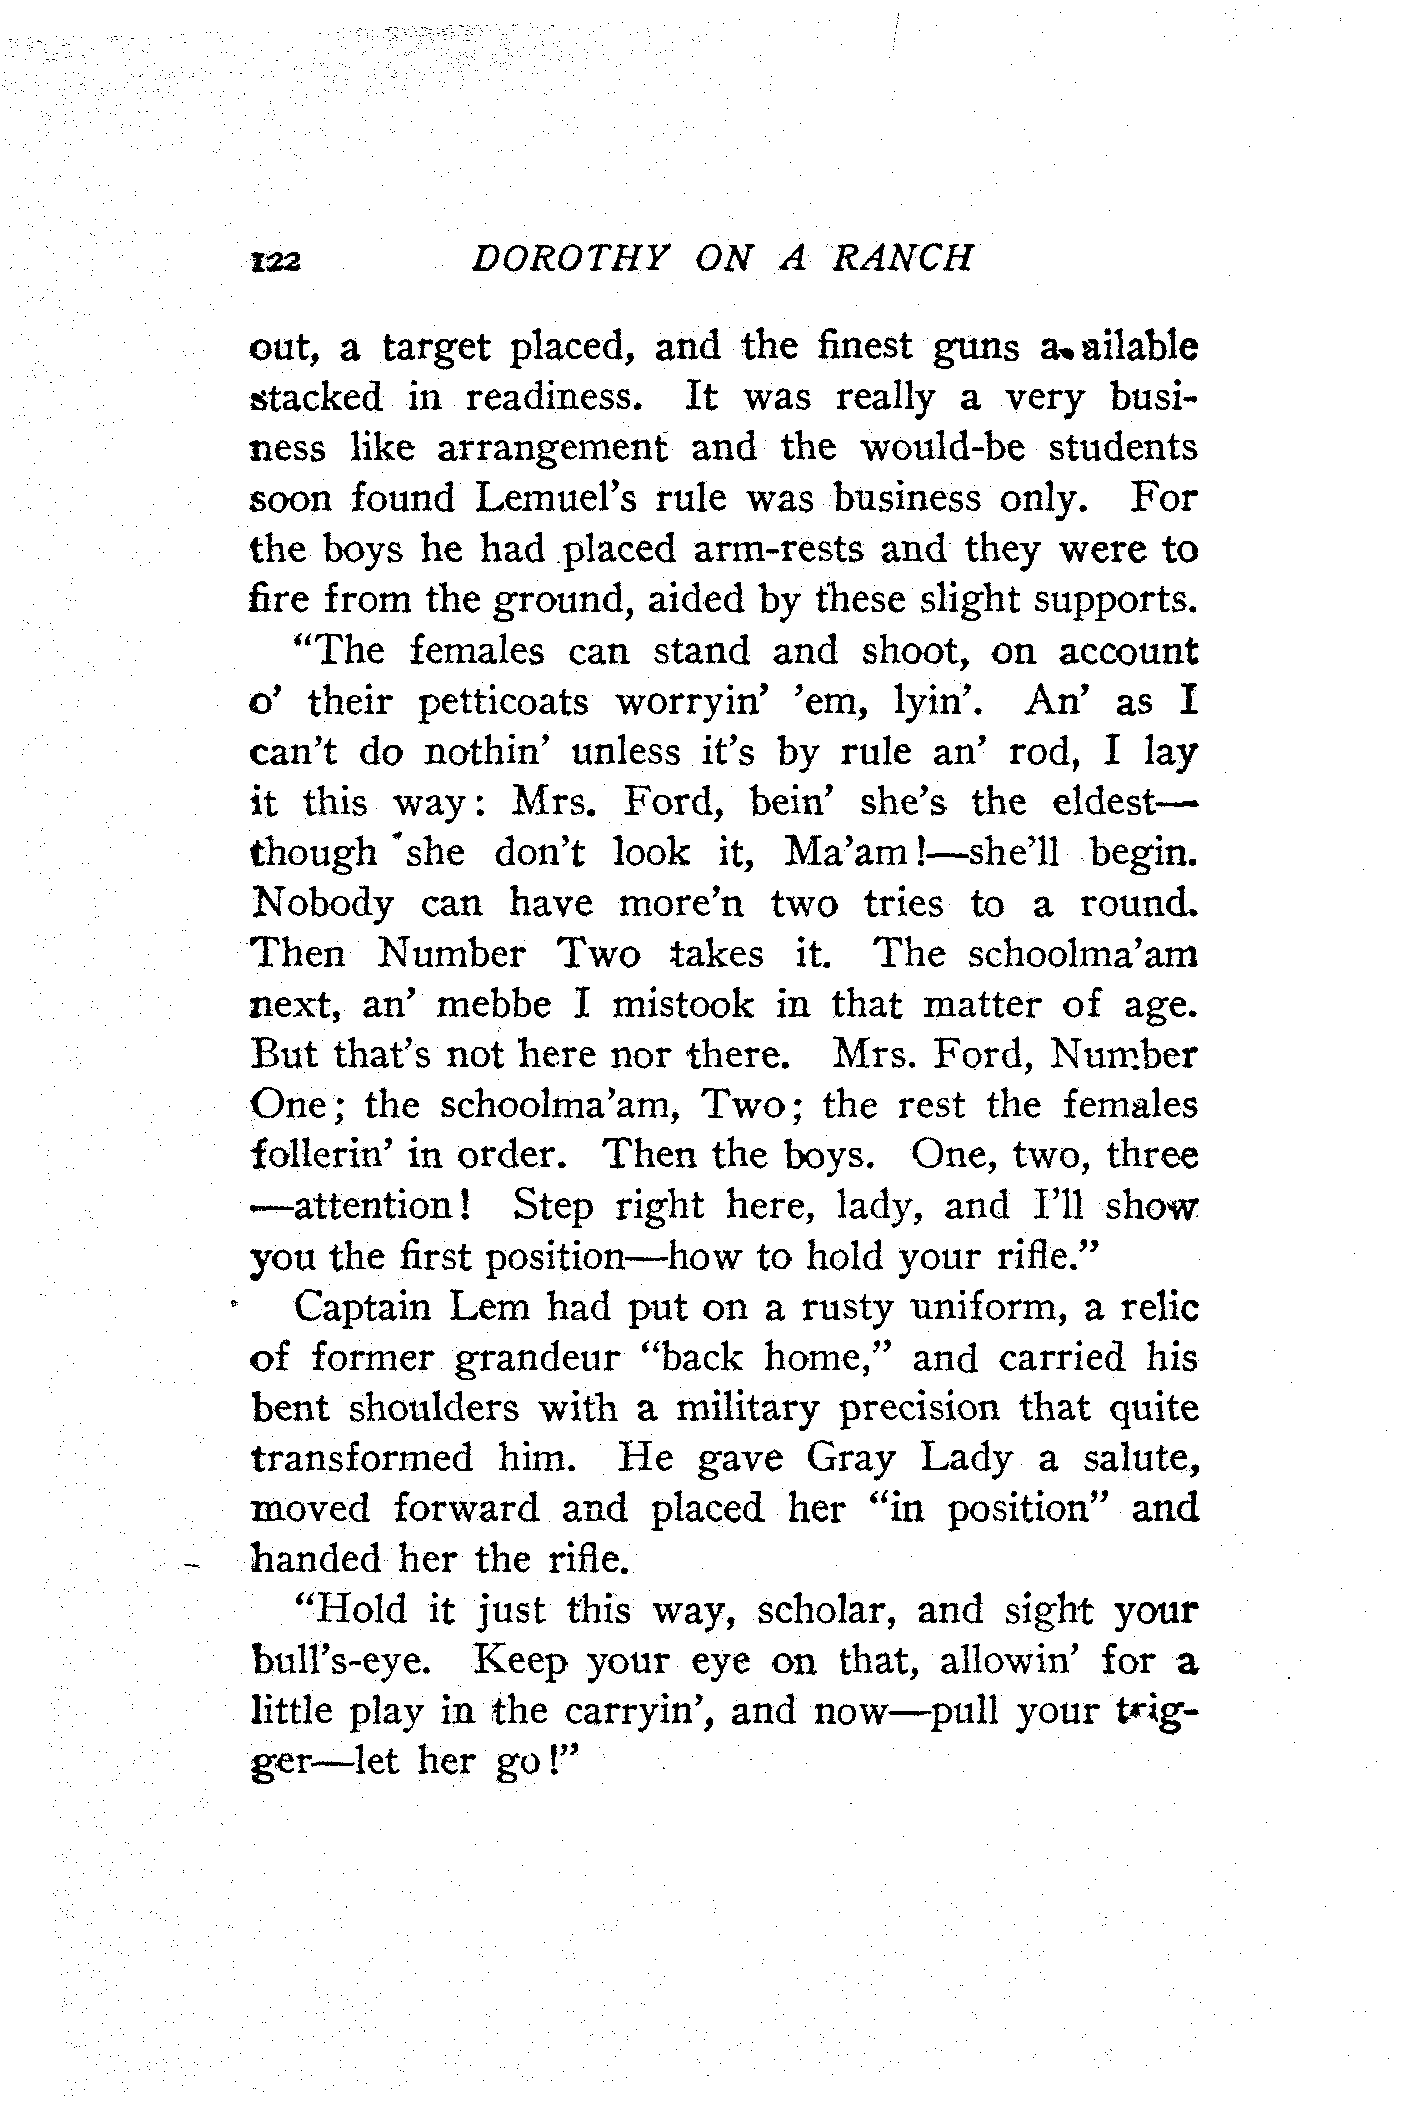 122 DOROTHY ON A RANCH
out, a target placed, and the finest guns available
stacked in readiness. It was really a very busi-
ness like arrangement and the would-be students
soon found Lemuel’s rule was business only. For
the boys he had placed arm-rests and they were to
fire from the ground, aided by these slight supports.
“The females can stand and shoot, on account
o’ their petticoats worryin’ ’em, lyin’. An’ as I
can’t do nothin’ unless it’s by rule an’ rod, I lay
it this way: Mrs. Ford, bein’ she’s the eldest—
though she don’t look it, Ma’am!—she’ll begin.
Nobody can have more’n two tries to a round.
Then Number Two takes it. The schoolma’am
next, an’ mebbe I mistook in that matter of age.
But that’s not here nor there. Mrs. Ford, Number
One; the schoolma’am, Two; the rest the females
follerin’ in order. Then the boys. One, two, three
—attention! Step right here, lady, and I’ll show
you the first position—how to hold your rifle.”
Captain Lem had put on a rusty uniform, a relic
of former grandeur “back home,” and carried his
bent shoulders with a military precision that quite
transformed him. He gave Gray Lady a salute,
moved forward and placed her “in position” and
handed her the rifle.
“Hold it just this way, scholar, and sight your
bull’s-eye. Keep your eye on that, allowin’ for a
little play in the carryin’, and now—pull your trig-
ger—let her go!”